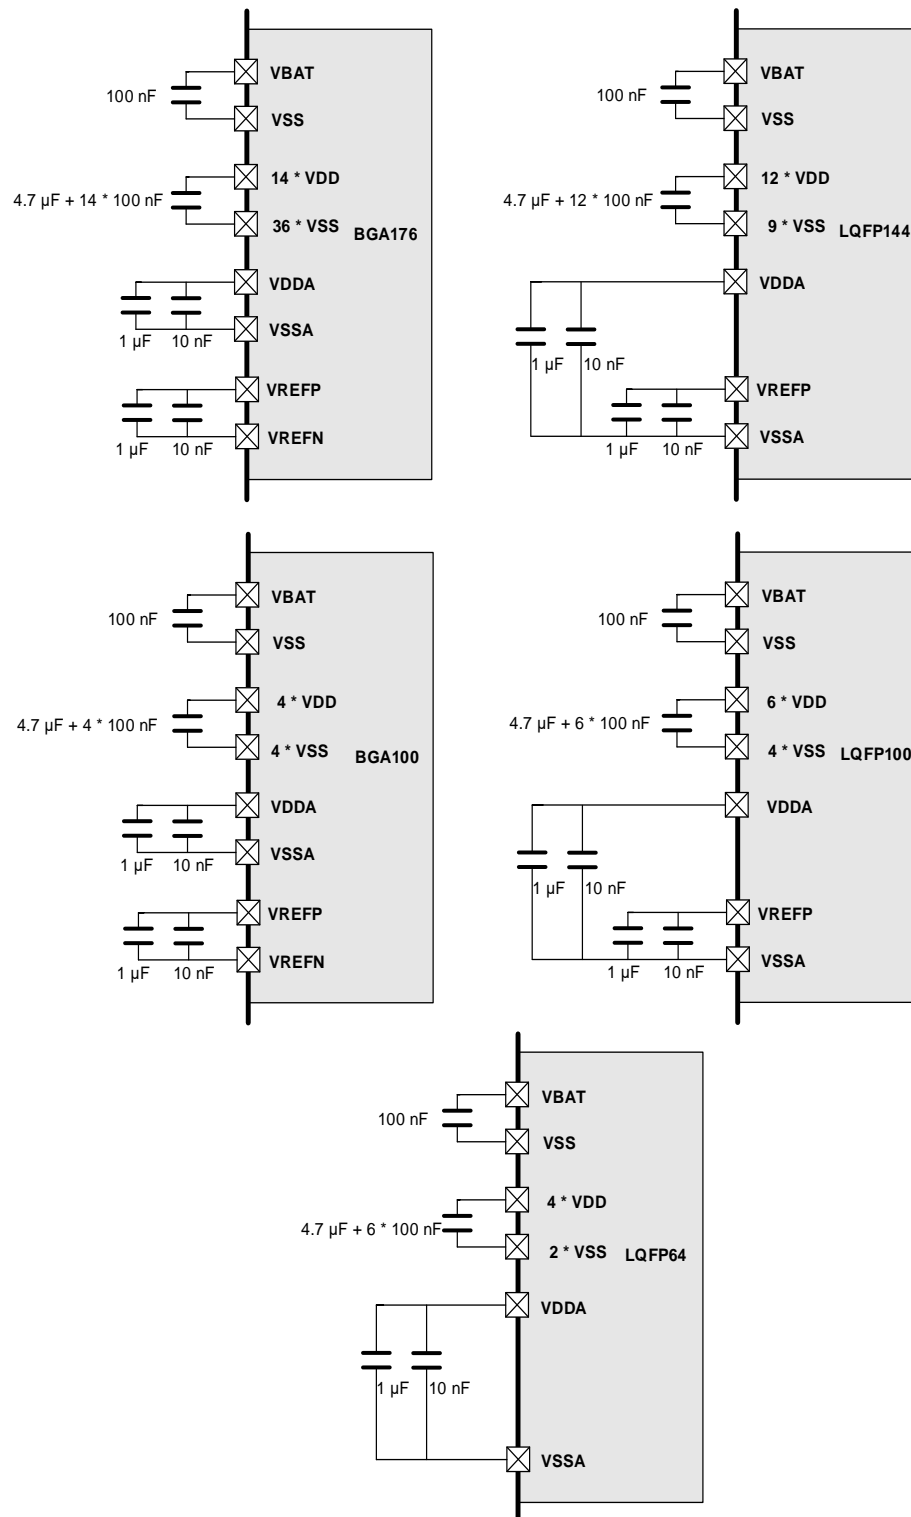 VBAT
100 nF
VSS
14 * VDD
4.7 µF + 14 * 100 nF
36 * VSS
BGA176
VDDA
VSSA
1 µF 10 nF
VREFP
VREFN
1 µF 10 nF
VBAT
100 nF
VSS
12 * VDD
4.7 µF + 12 * 100 nF
9 * VSS
LQFP144
VDDA
1 µF 10 nF
VREFP
VSSA
1 µF 10 nF
VBAT
100 nF
VSS
4 * VDD
4.7 µF + 4 * 100 nF
4 * VSS
BGA100
VDDA
VSSA
1 µF 10 nF
VREFP
VREFN
1 µF 10 nF
VBAT
100 nF
VSS
6 * VDD
4.7 µF + 6 * 100 nF
4 * VSS
LQFP100
VDDA
1 µF 10 nF
VREFP
VSSA
1 µF 10 nF
VBAT
100 nF
VSS
4 * VDD
4.7 µF + 6 * 100 nF
2 * VSS
LQFP64
VDDA
1 µF 10 nF
VSSA